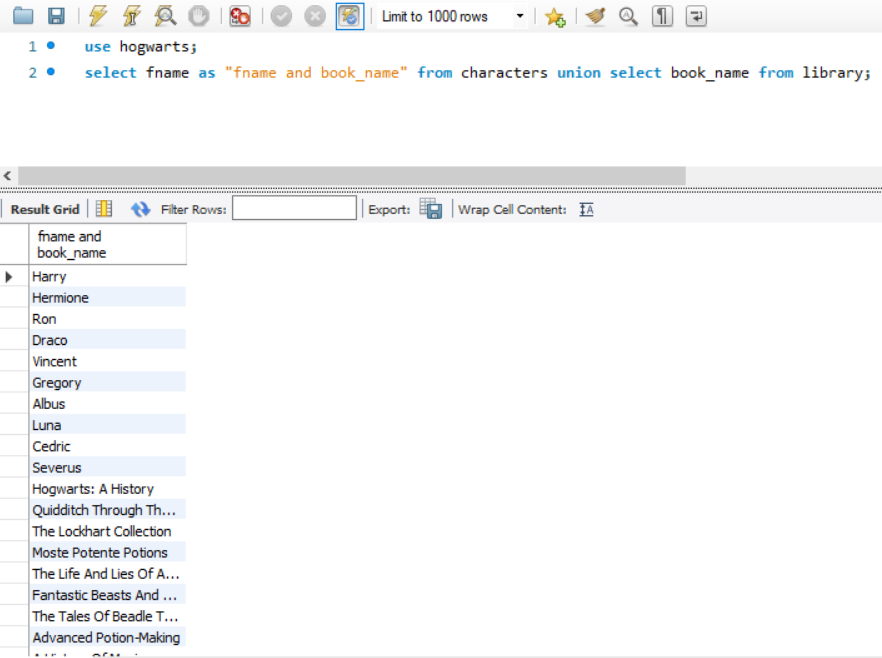 Limit to 1000 rows
1 use hogwarts;
2 select fname as "fname and book_name" from characters union select book_name from library;
Result Grid Filter Rows: Export: Wrap Cell Content: IA
fname and
book_name
Harry
Hermione
Ron
Draco
Vincent
Gregory
Albus
Luna
Cedric
Severus
Hogwarts: A History
Quidditch Through Th...
The Lockhart Collection
Moste Potente Potions
The Life And Lies Of A...
Fantastic Beasts And ...
The Tales Of Beadle T...
Advanced Potion-Making